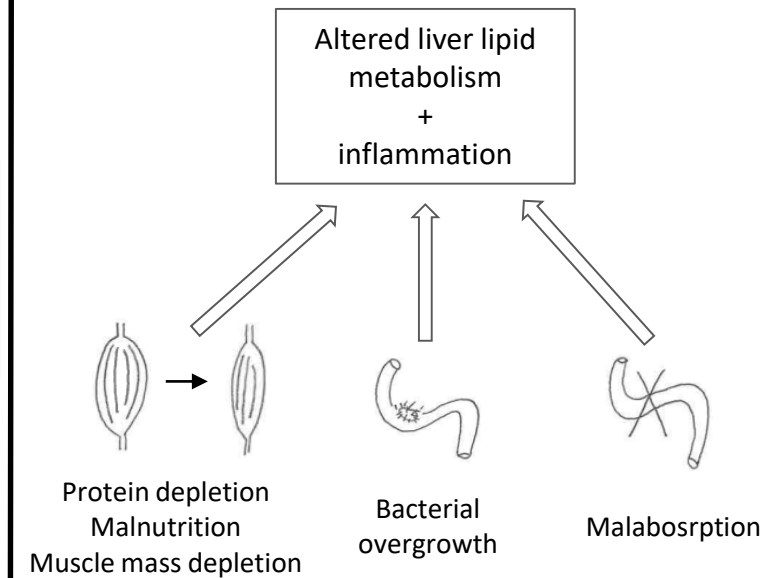 Altered liver lipid
metabolism
+
inflammation
Protein depletion
Malnutrition
Muscle mass depletion
Bacterial
overgrowth
Malabosrption